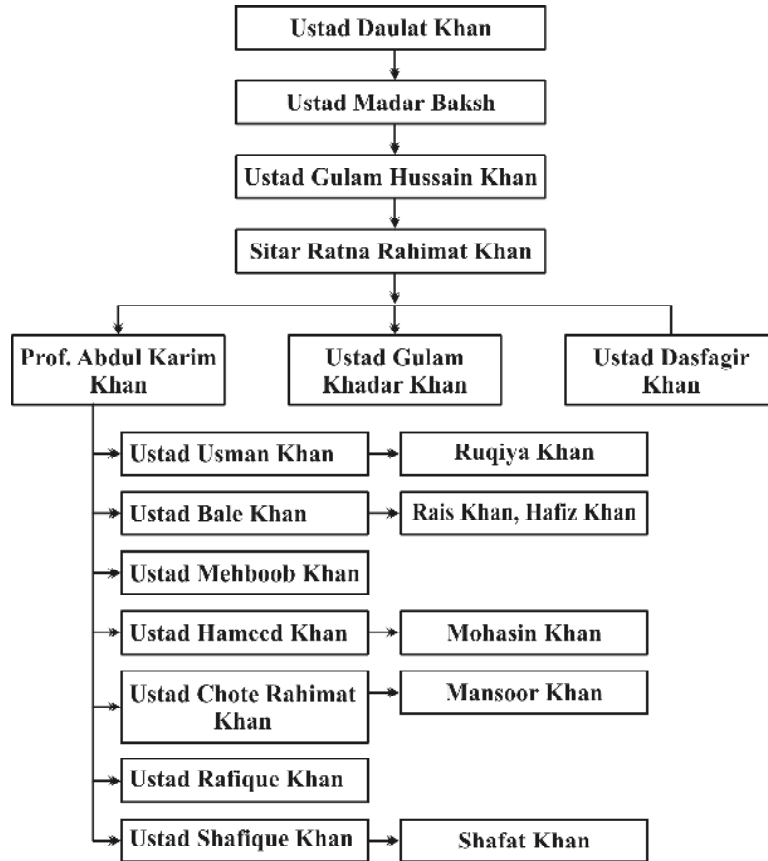 Ustad Daulat Khan
Ustad Madar Baksh
Ustad Gulam Hussain Khan
Sitar Ratna Rahimat Khan
Prof. Abdul Karim
Khan
Ustad Gulam
Khadar Khan
Ustad Dasfagir
Khan
Ustad Usman Khan
Ruqiya Khan
Ustad Bale Khan
Rais Khan, Hafiz Khan
Ustad Mehboob Khan
Ustad Hameed Khan
Mohasin Khan
Ustad Chote Rahimat
Khan
Mansoor Khan
Ustad Rafique Khan
Ustad Shafique Khan
Shafat Khan